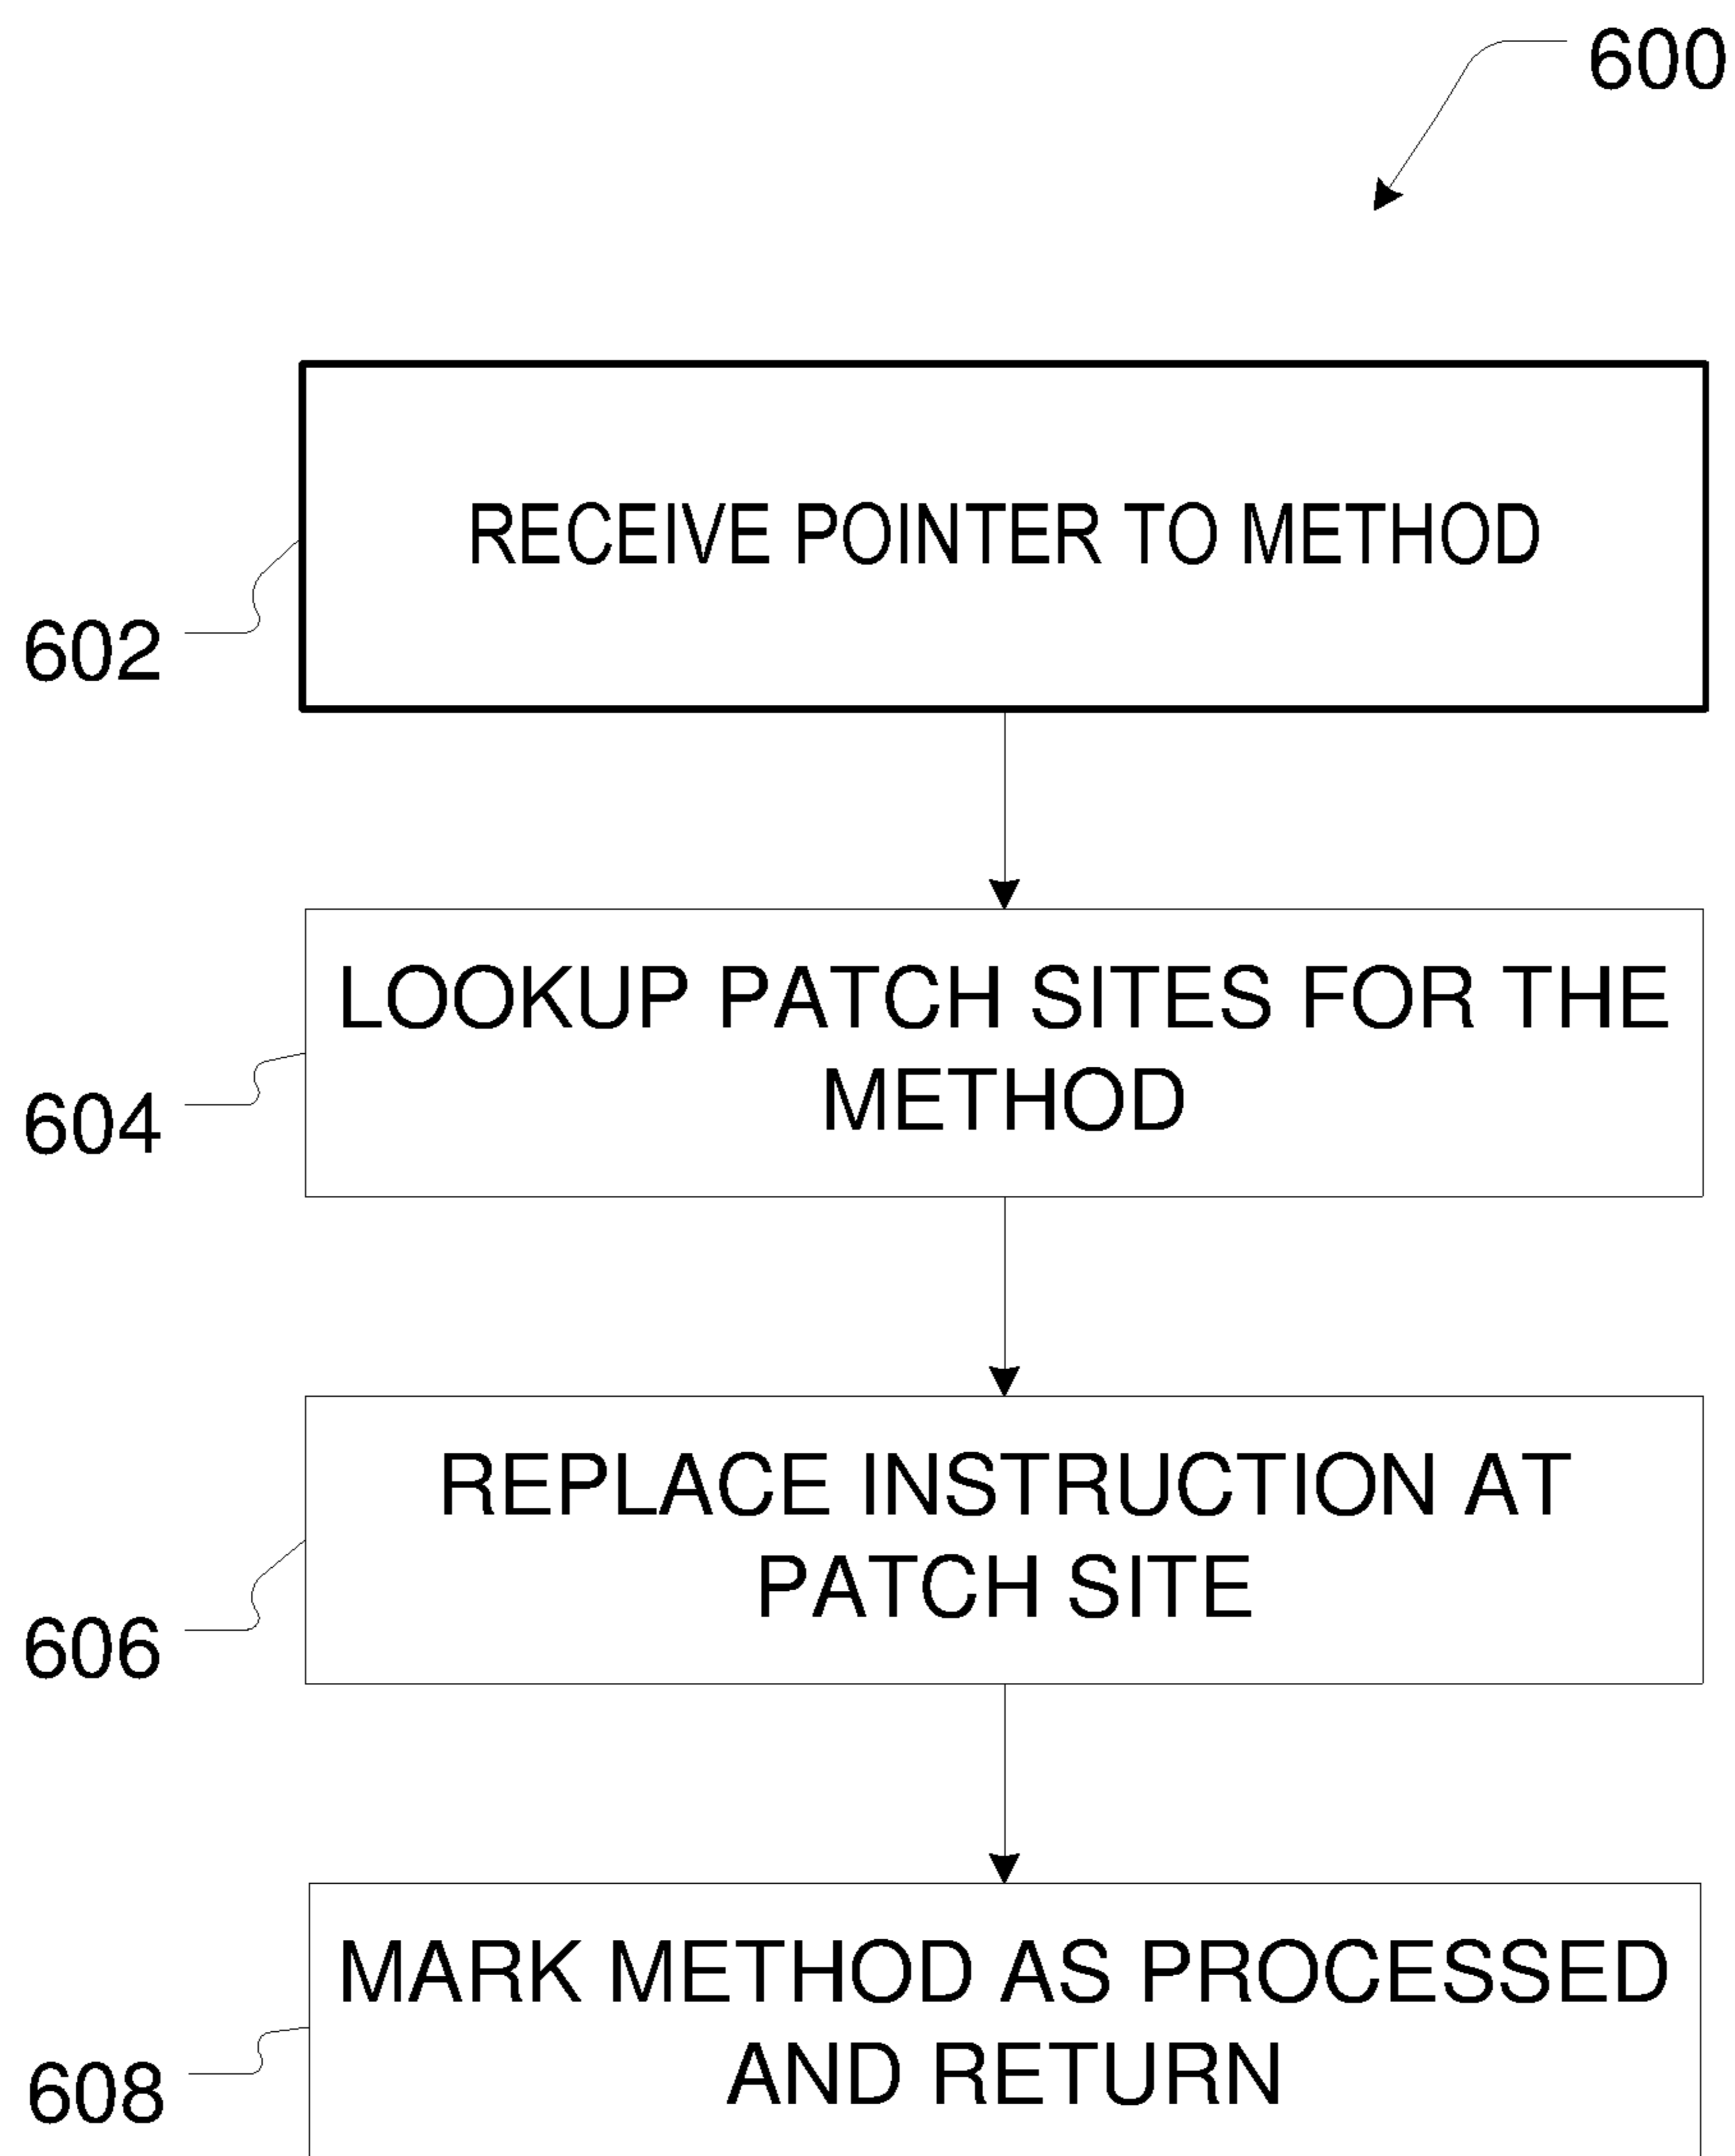 600
RECEIVE POINTER TO METHOD
602
LOOKUP PATCH SITES FOR THE
METHOD
604
REPLACE INSTRUCTION AT
PATCH SITE
606
MARK METHOD AS PROCESSED
AND RETURN
608